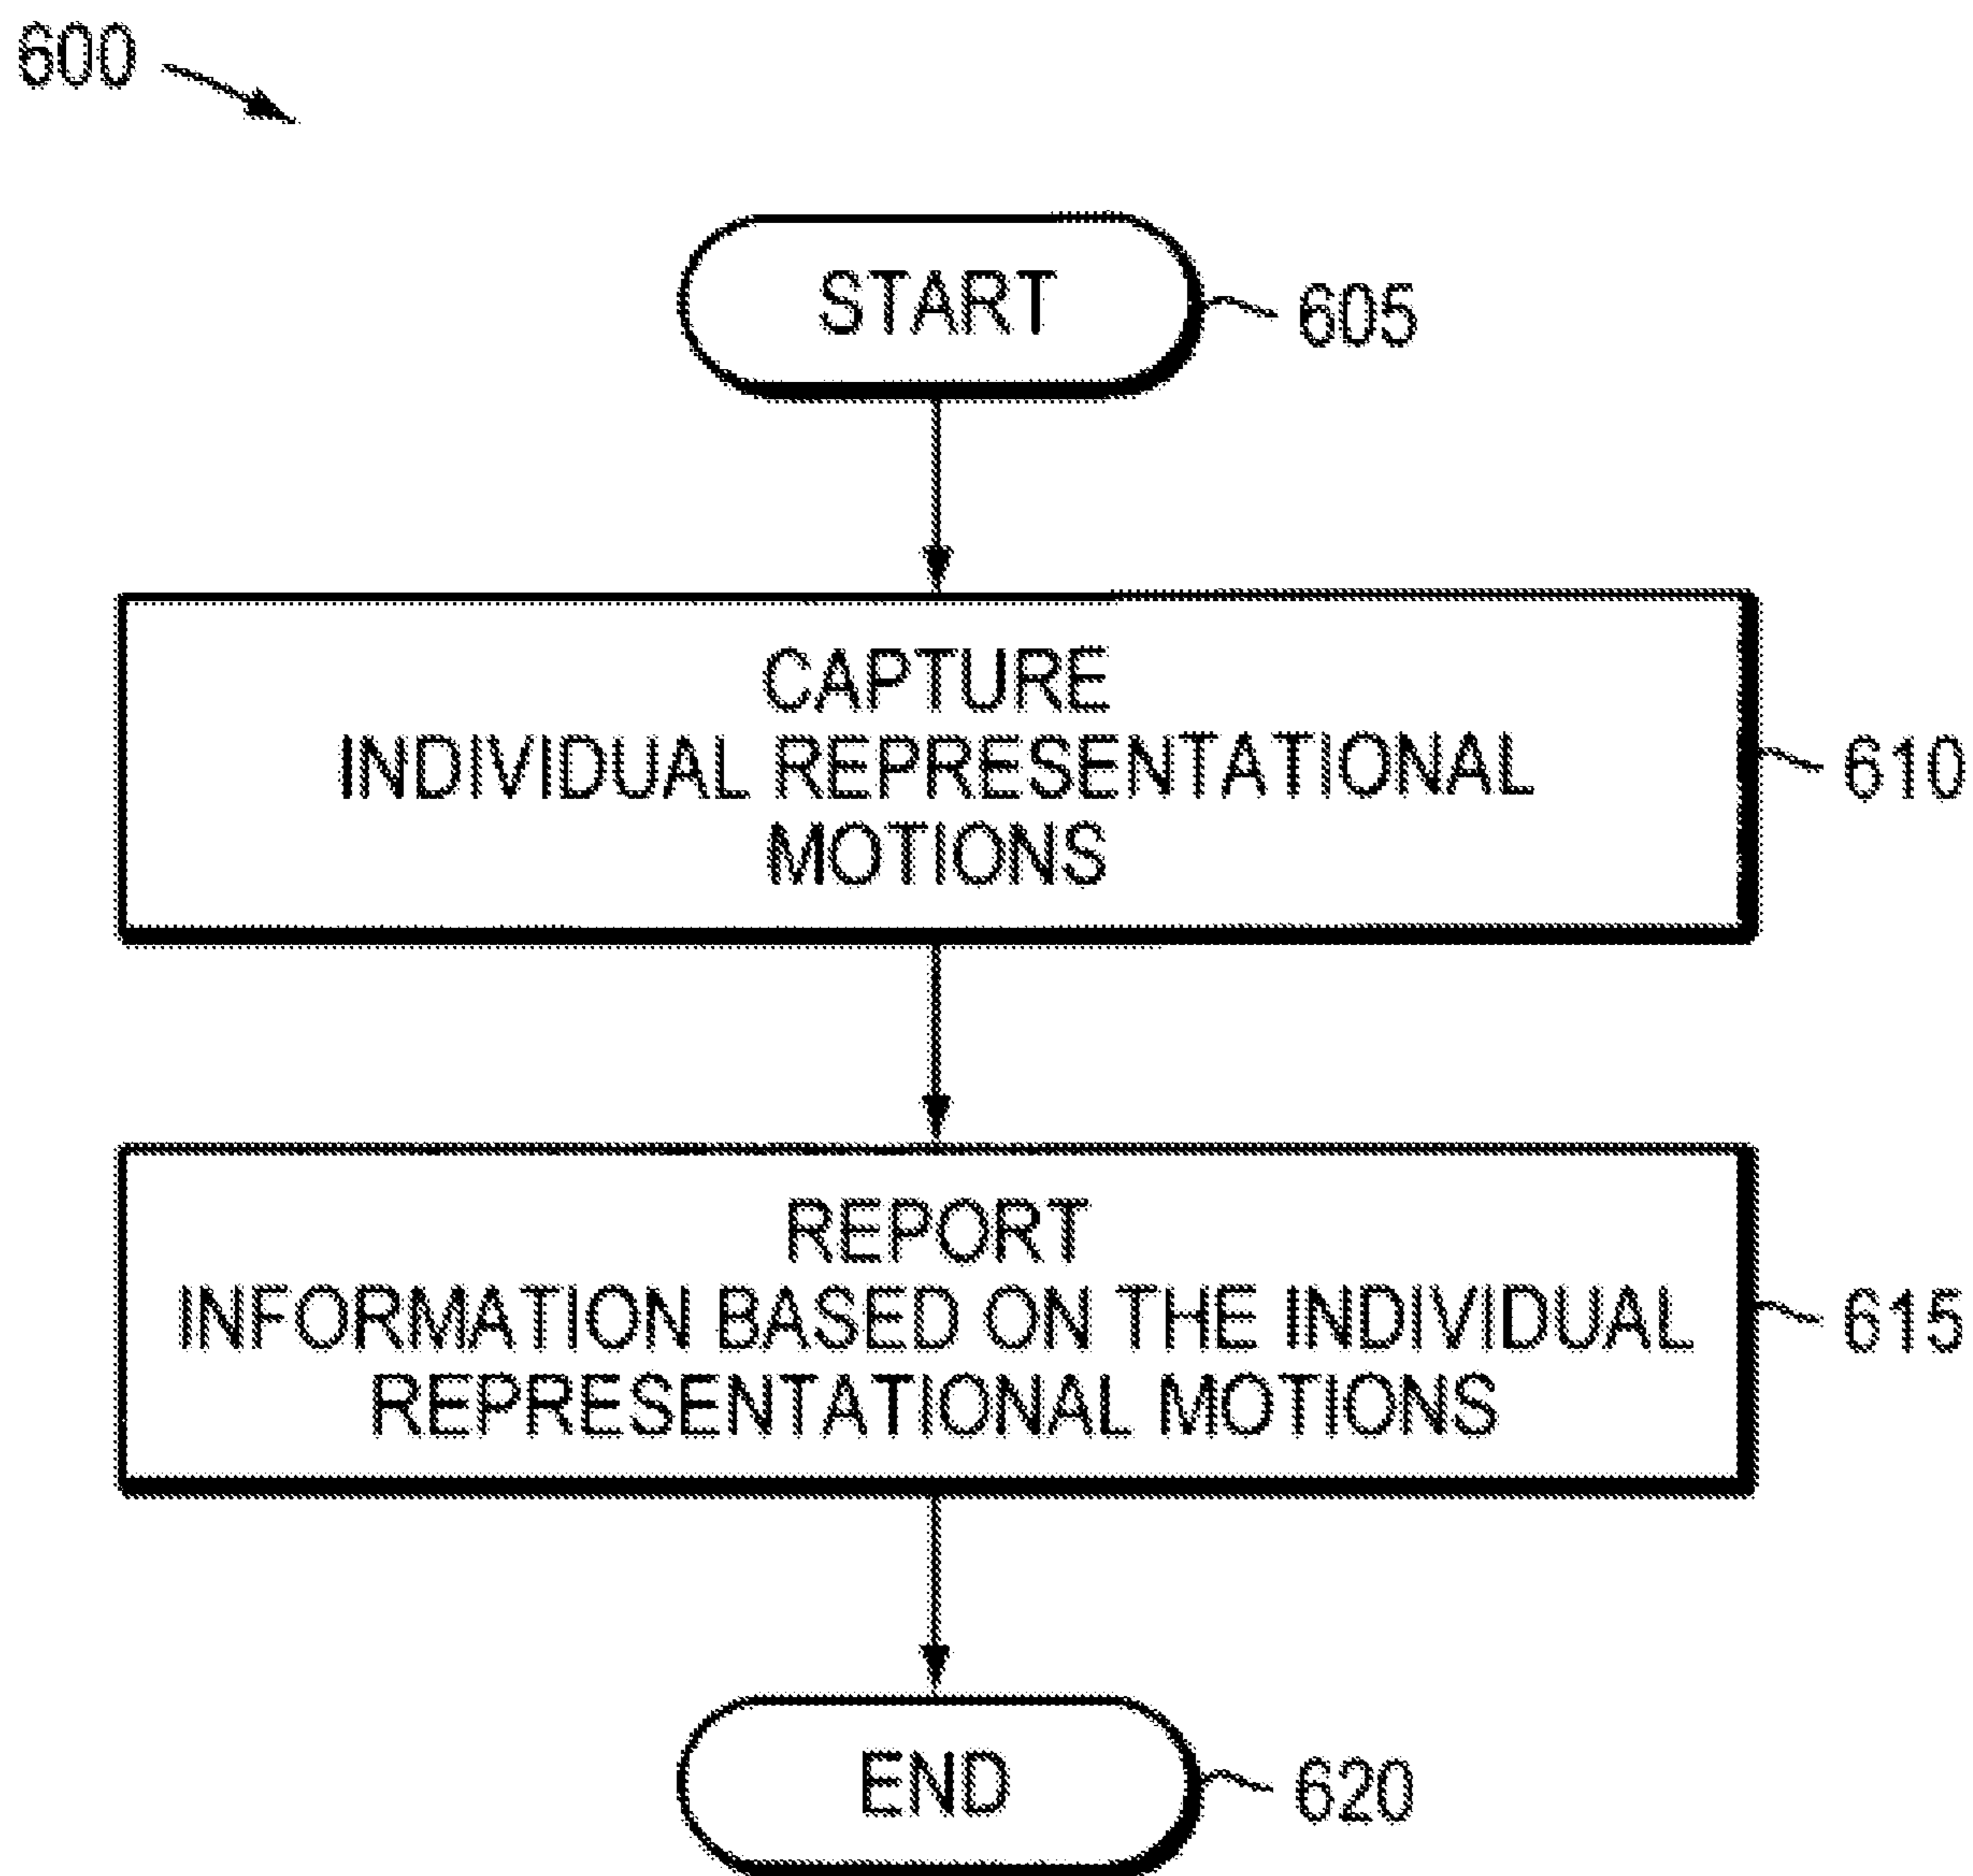 600
START
605
CAPTURE
INDIVIDUAL REPRESENTATIONAL
MOTIONS
610
REPORT
INFORMATION BASED ON THE INDIVIDUAL
REPRESENTATIONAL MOTIONS
615
END
620